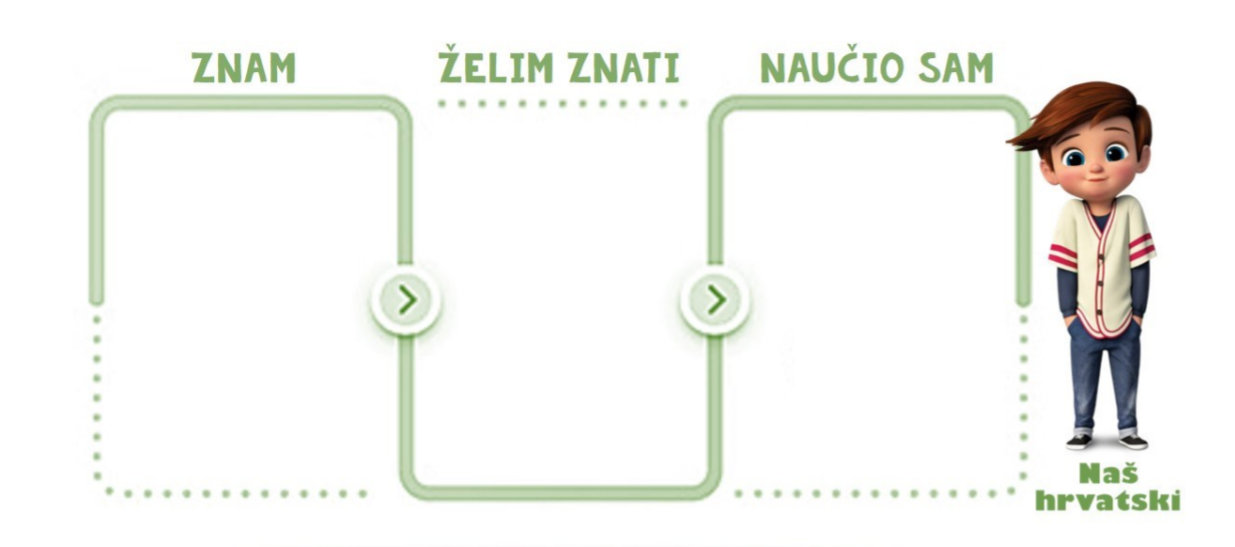 ZNAM
ŽELIM ZNATI
NAUČIO SAM
Naš
hrvatski